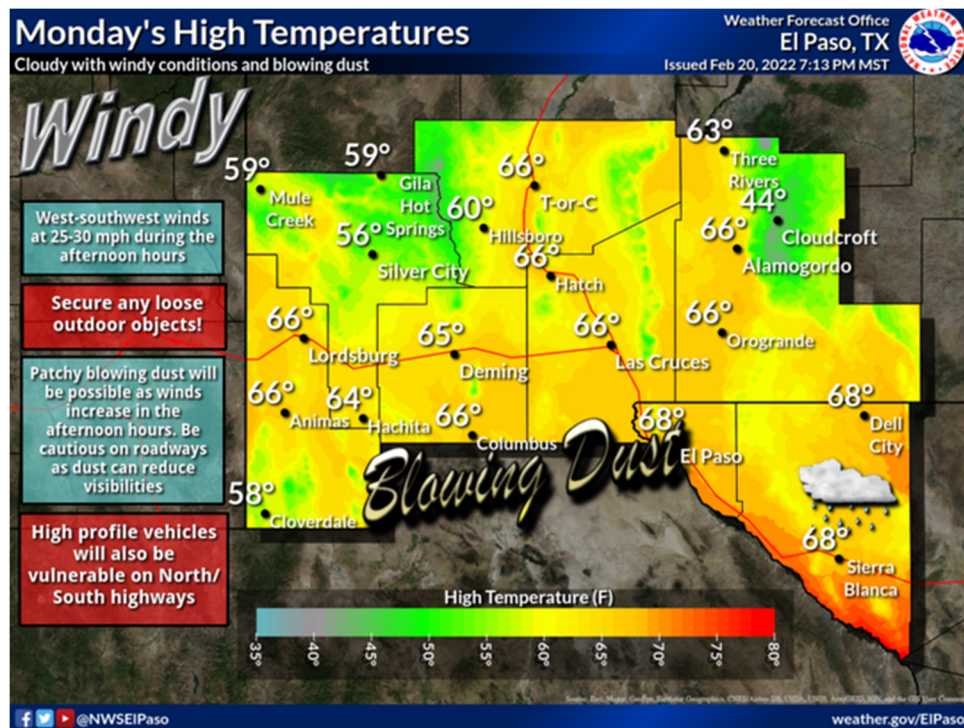 Monday's High Temperatures
Cloudy with windy conditions and blowing dust
Weather Forecast Office
El Paso, TX
Issued Feb 20, 2022 7:13 PM MST
NATIONAL WEATHER SERVICE
Windy
West-southwest winds
at 25-30 mph during the
afternoon hours
Secure any loose
outdoor objects!
Patchy blowing dust will
be possible as winds
increase in the
afternoon hours. Be
cautious on roadways
as dust can reduce
visibilities
High profile vehicles
will also be
vulnerable on North/
South highways
59°
Mule
Creek
59°
Gila
Hot
Springs
66°
T-or-C
63°
Three
Rivers
44°
Cloudcroft
60°
Hillsboro
56°
Silver City
66°
Hatch
66°
Alamogordo
66°
Lordsburg
65°
Deming
66°
Las Cruces
66°
Orogrande
66°
Animas
64°
Hachita
66°
Columbus
68°
El Paso
68°
Dell
City
58°
Cloverdale
Blowing Dust
68°
Sierra
Blanca
High Temperature (F)
35°
40°
45°
50°
55°
60°
65°
70°
75°
80°
@NWSElPaso
weather.gov/ElPaso